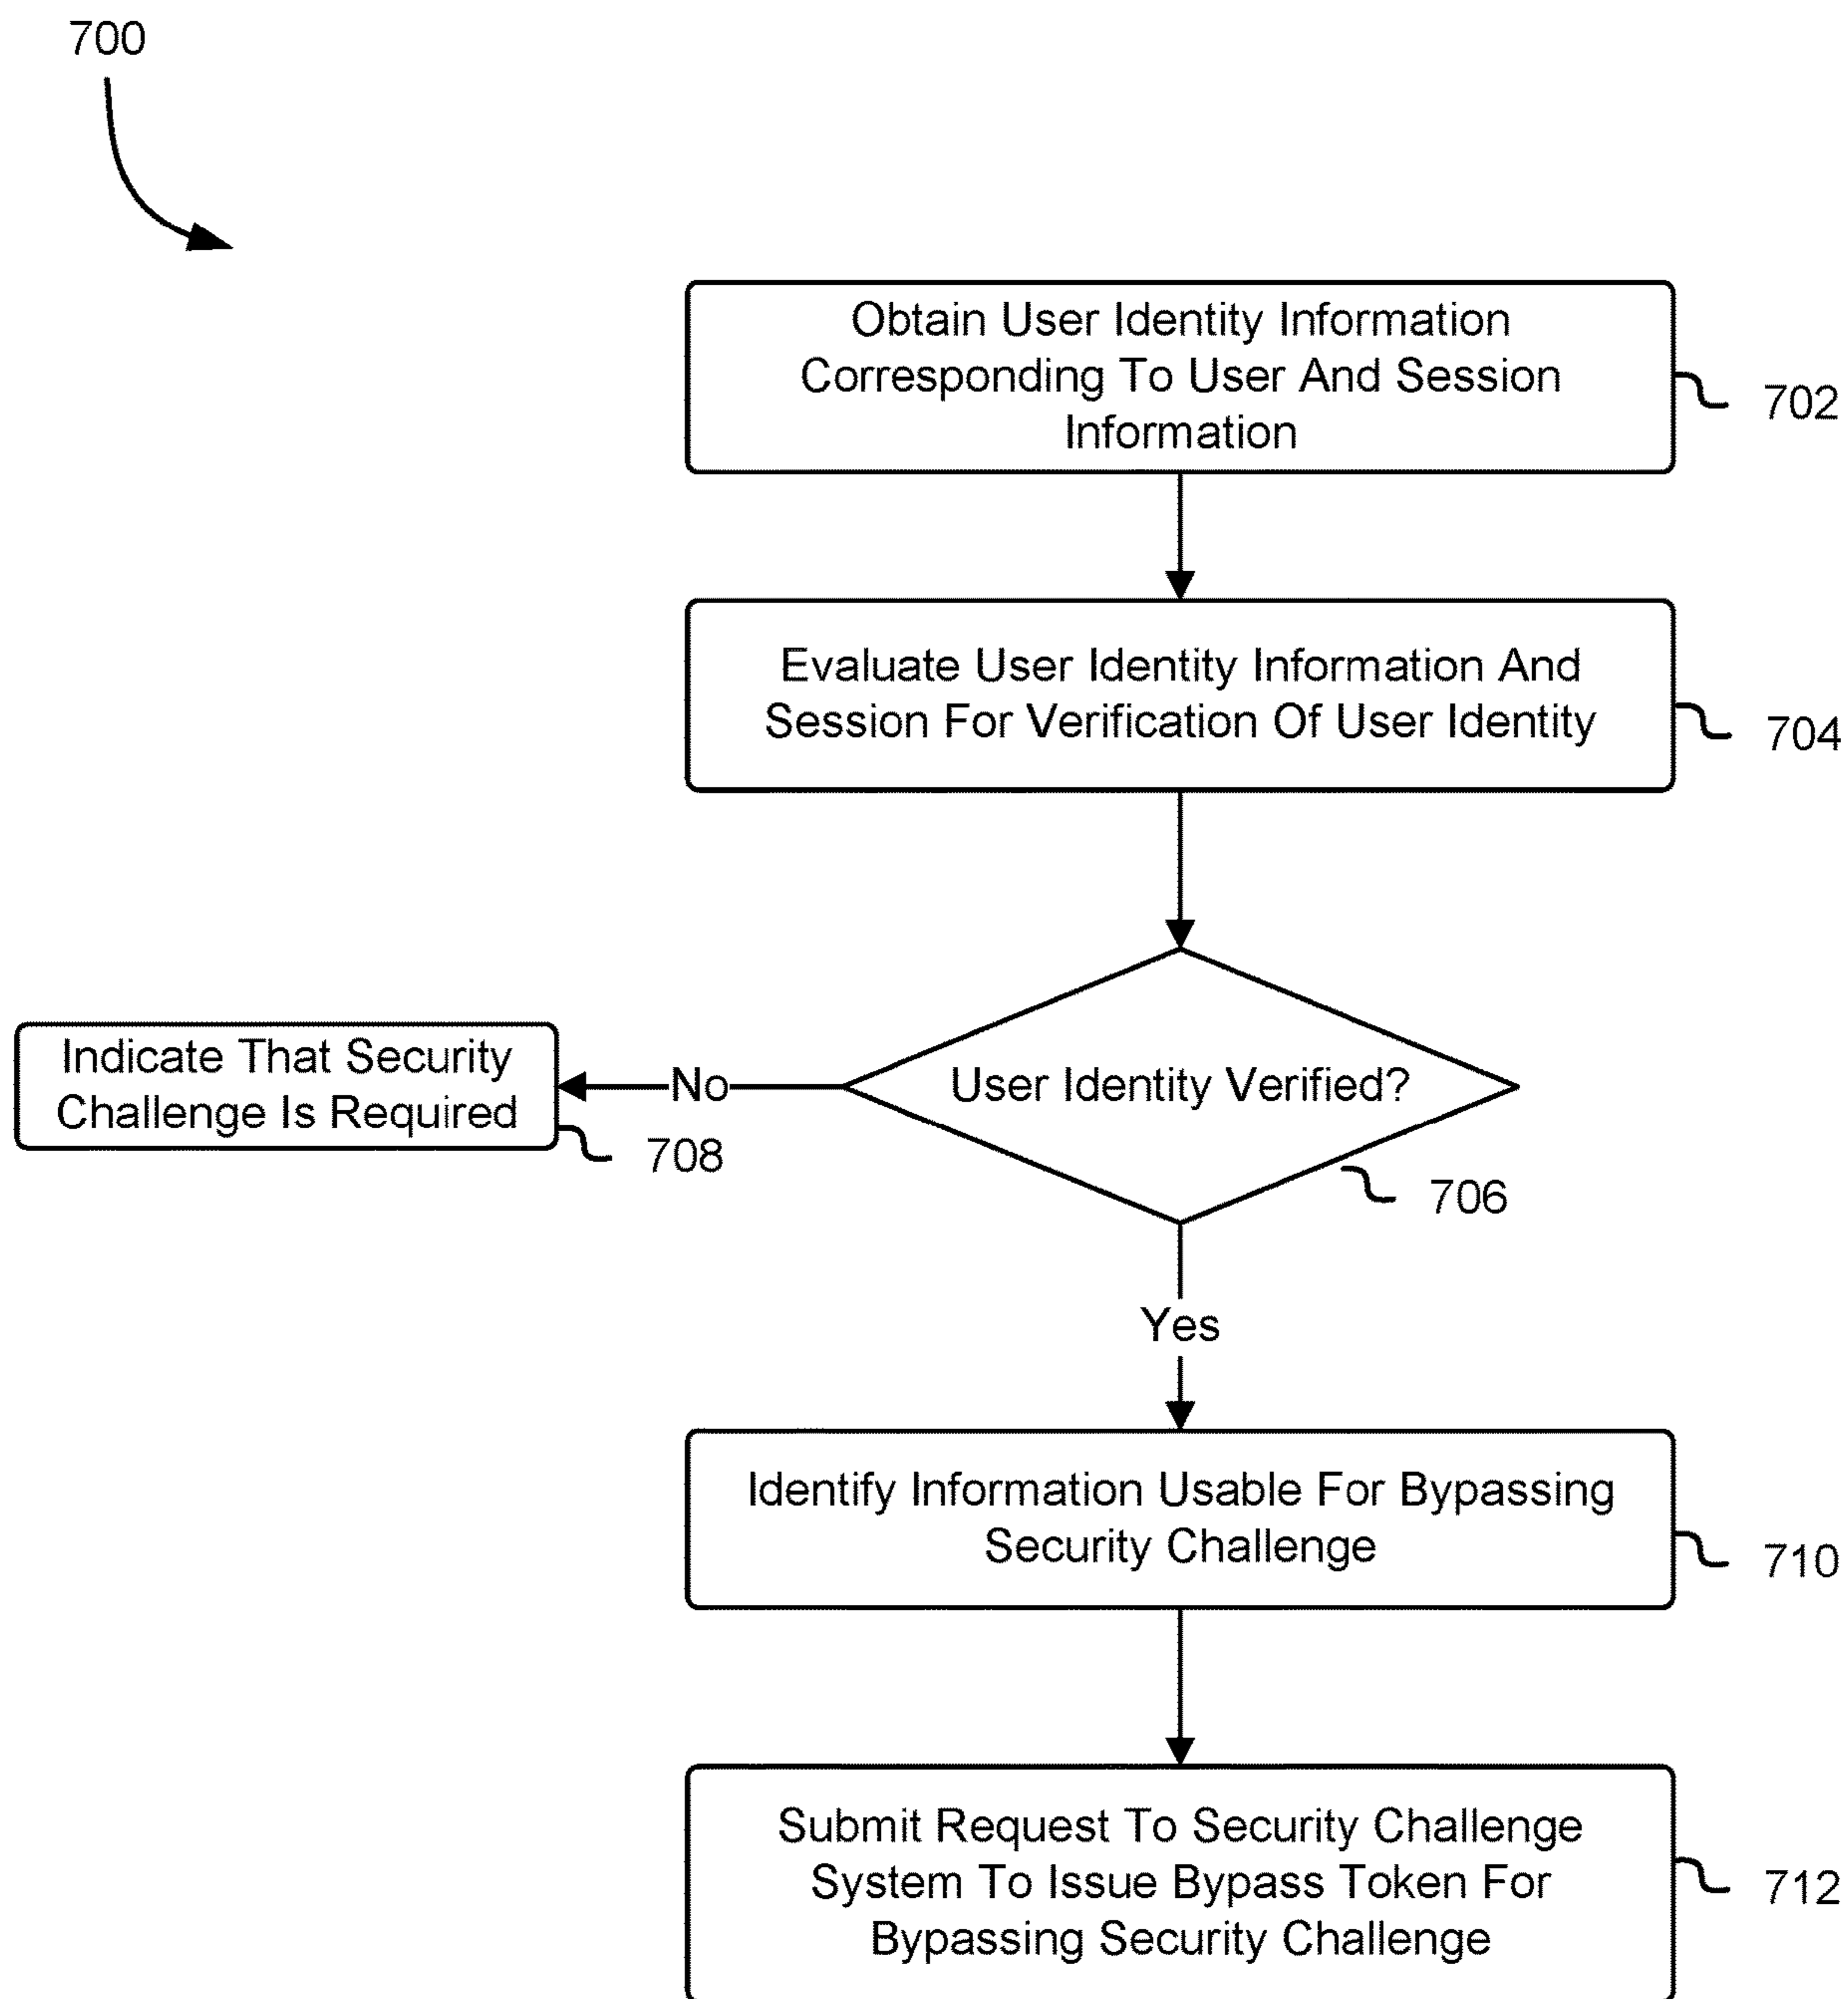 700
Obtain User Identity Information
Corresponding To User And Session
Information
702
Evaluate User Identity Information And
Session For Verification Of User Identity
704
User Identity Verified?
706
No
Indicate That Security
Challenge Is Required
708
Yes
Identify Information Usable For Bypassing
Security Challenge
710
Submit Request To Security Challenge
System To Issue Bypass Token For
Bypassing Security Challenge
712